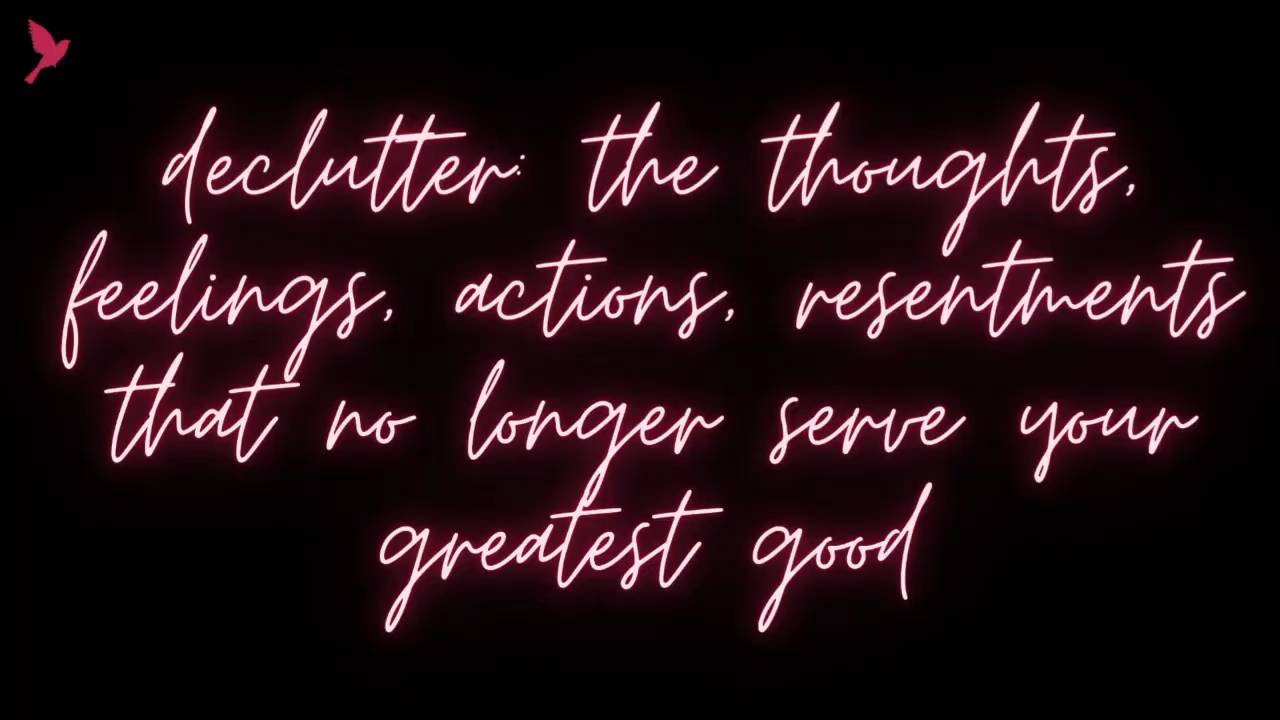 declutter: the thoughts,
feelings, actions, resentments
that no longer serve your
greatest good